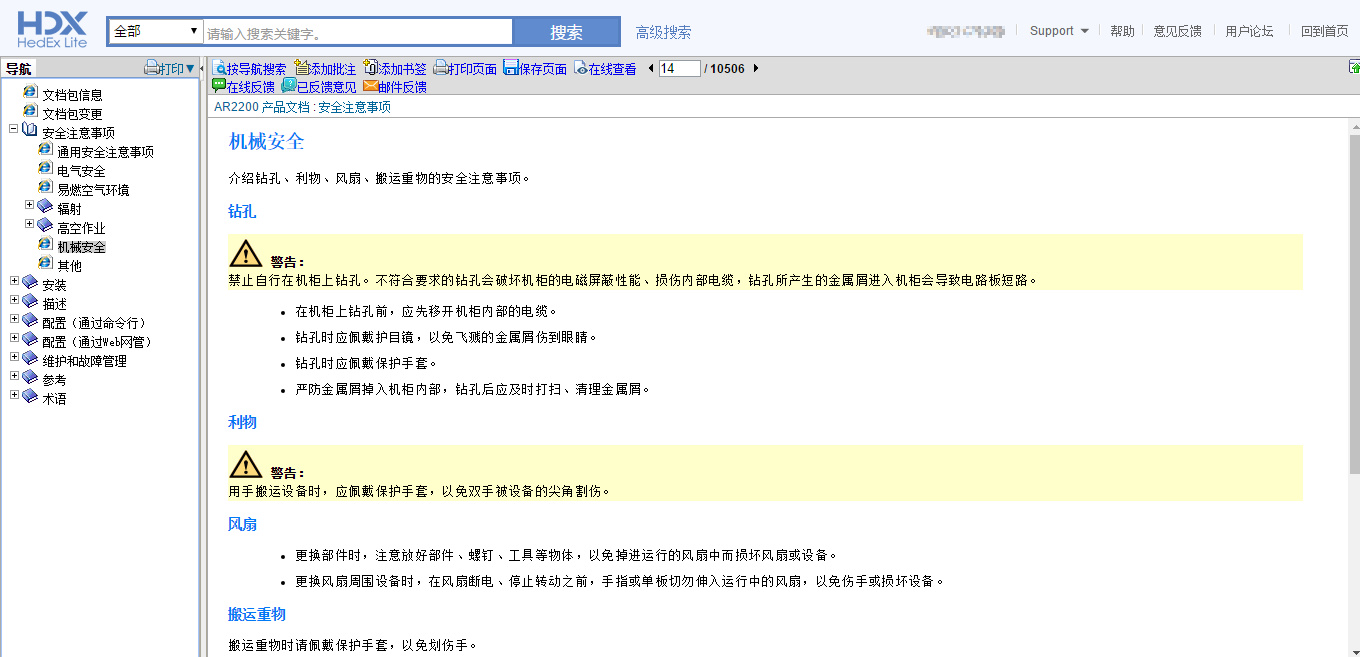 HDX
HedEx Lite
全部
请输入搜索关键字。
搜索
高级搜索
Support
帮助
意见反馈
用户论坛
回到首页
导航
打印
按导航搜索 添加批注 添加书签 打印页面 保存页面 在线查看 14 / 10506
在线反馈 已反馈意见 邮件反馈
AR2200 产品文档 : 安全注意事项
文档包信息
文档包变更
安全注意事项
通用安全注意事项
电气安全
易燃空气环境
辐射
高空作业
机械安全
其他
安装
描述
配置（通过命令行）
配置（通过Web网管）
维护和故障管理
参考
术语
机械安全
介绍钻孔、利物、风扇、搬运重物的安全注意事项。
钻孔
警告：
禁止自行在机柜上钻孔。不符合要求的钻孔会破坏机柜的电磁屏蔽性能、损伤内部电缆，钻孔所产生的金属屑进入机柜会导致电路板短路。
• 在机柜上钻孔前，应先移开机柜内部的电缆。
• 钻孔时应佩戴护目镜，以免飞溅的金属屑伤到眼睛。
• 钻孔时应佩戴保护手套。
• 严防金属屑掉入机柜内部，钻孔后应及时打扫、清理金属屑。
利物
警告：
用手搬运设备时，应佩戴保护手套，以免双手被设备的尖角割伤。
风扇
• 更换部件时，注意放好部件、螺钉、工具等物体，以免掉进运行的风扇中而损坏风扇或设备。
• 更换风扇周围设备时，在风扇断电、停止转动之前，手指或单板切勿伸入运行中的风扇，以免伤手或损坏设备。
搬运重物
搬运重物时请佩戴保护手套，以免划伤手。